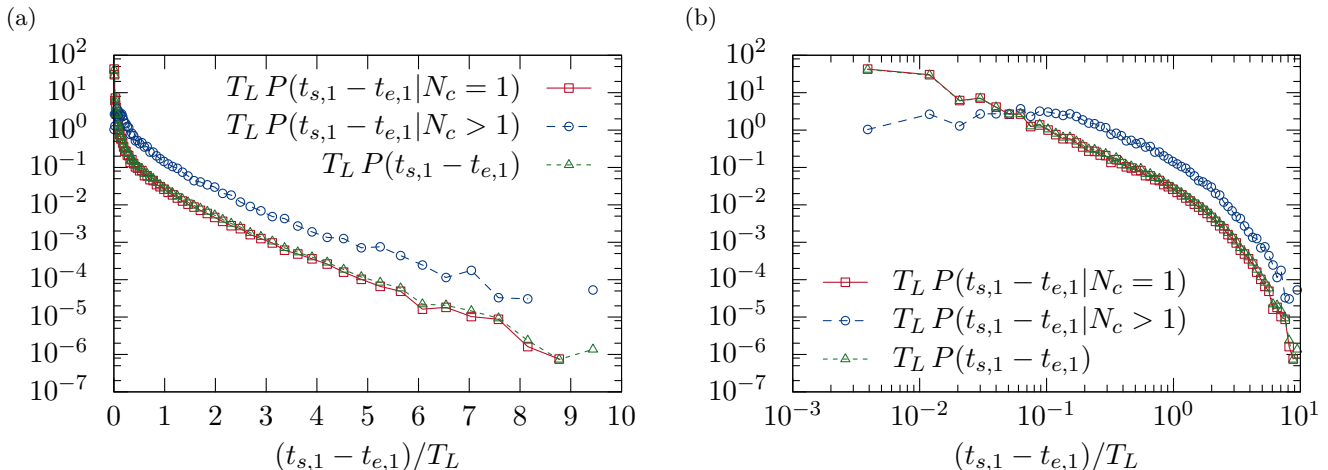 (a)
10^2
10^1
10^0
10^-1
10^-2
10^-3
10^-4
10^-5
10^-6
10^-7
T_L P(t_{s,1} − t_{e,1}|N_c = 1)
T_L P(t_{s,1} − t_{e,1}|N_c > 1)
T_L P(t_{s,1} − t_{e,1})
0 1 2 3 4 5 6 7 8 9 10
(t_{s,1} − t_{e,1})/T_L
(b)
10^2
10^1
10^0
10^-1
10^-2
10^-3
10^-4
10^-5
10^-6
10^-7
T_L P(t_{s,1} − t_{e,1}|N_c = 1)
T_L P(t_{s,1} − t_{e,1}|N_c > 1)
T_L P(t_{s,1} − t_{e,1})
10^-3 10^-2 10^-1 10^0 10^1
(t_{s,1} − t_{e,1})/T_L